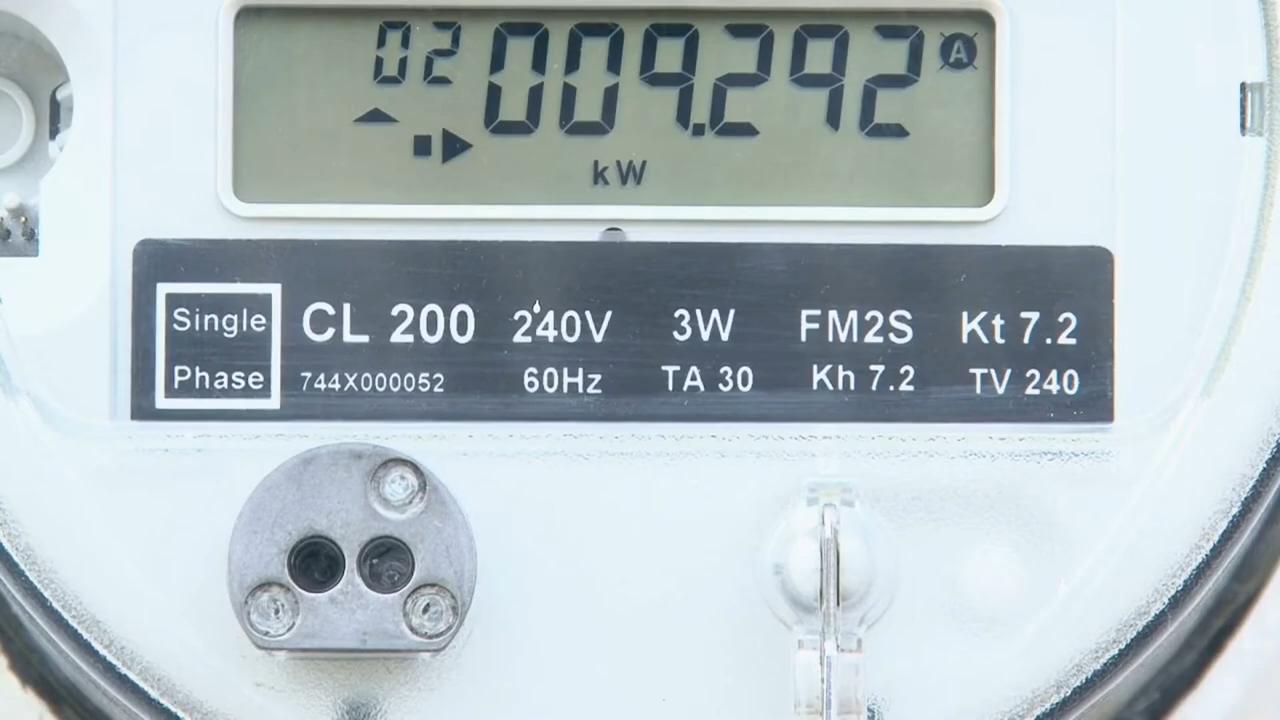 02 009.292 A
kW
Single Phase
CL 200 240V 3W FM2S Kt 7.2
744X000052 60Hz TA 30 Kh 7.2 TV 240